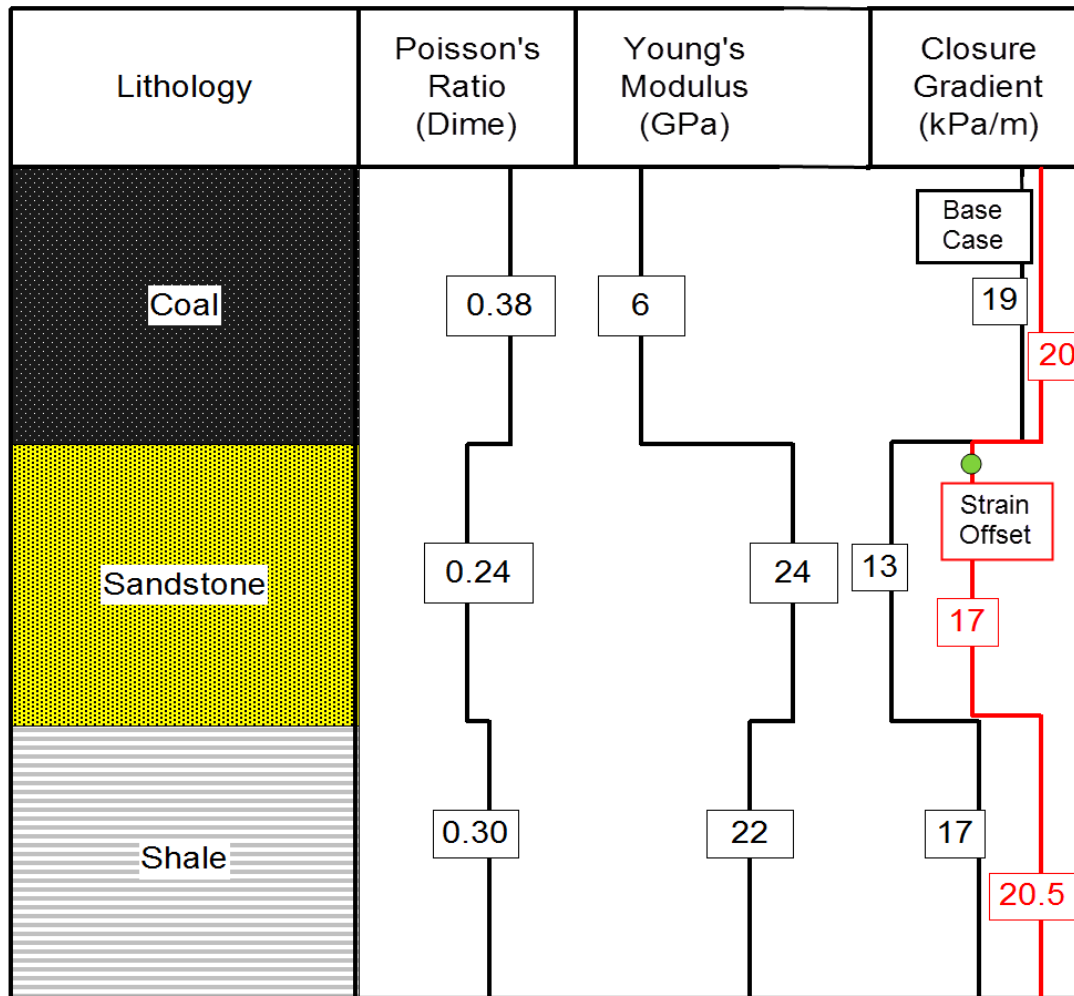 Lithology
Poisson's
Ratio
(Dime)
Young's
Modulus
(GPa)
Closure
Gradient
(kPa/m)
Base
Case
Coal
0.38
6
19
20
Strain
Offset
Sandstone
0.24
24
13
17
Shale
0.30
22
17
20.5